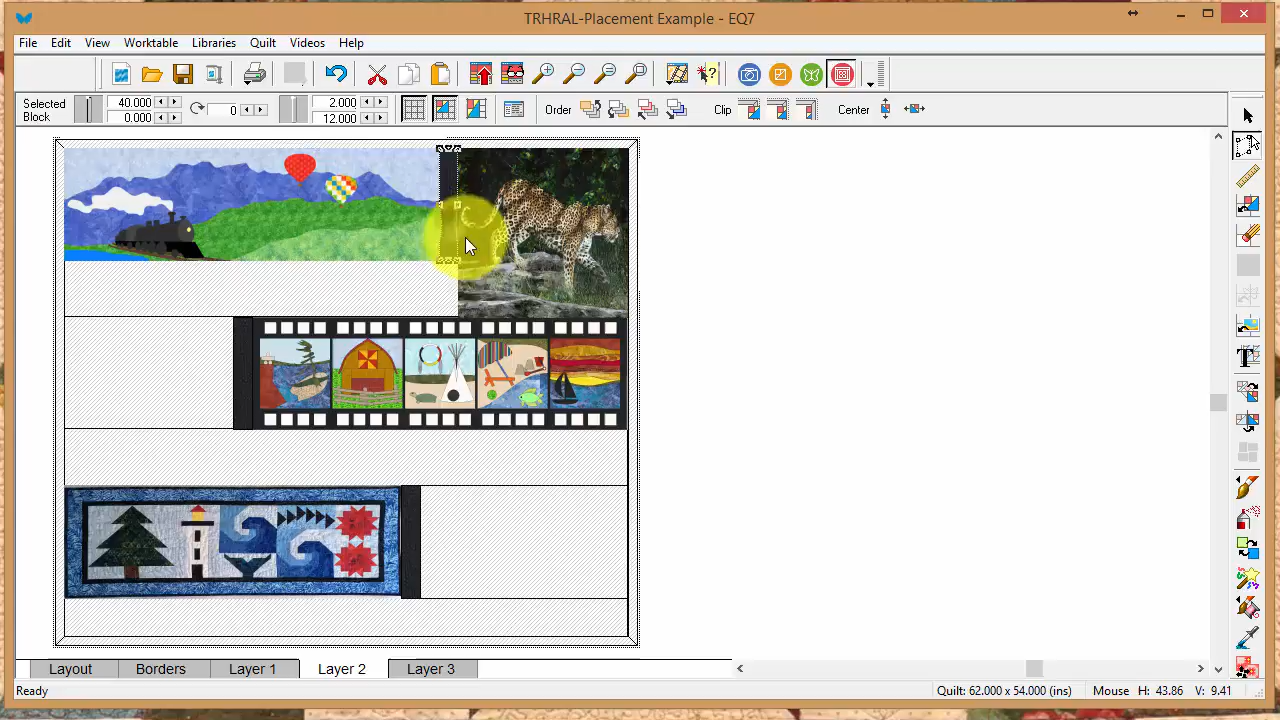 TRHRAL-Placement Example - EQ7
File Edit View Worktable Libraries Quilt Videos Help
Selected Block 40.000 0.000 0 2.000 12.000 Order Clip Center
Layout Borders Layer 1 Layer 2 Layer 3
Ready Quilt: 62.000 x 54.000 (ins) Mouse H: 43.86 V: 9.41